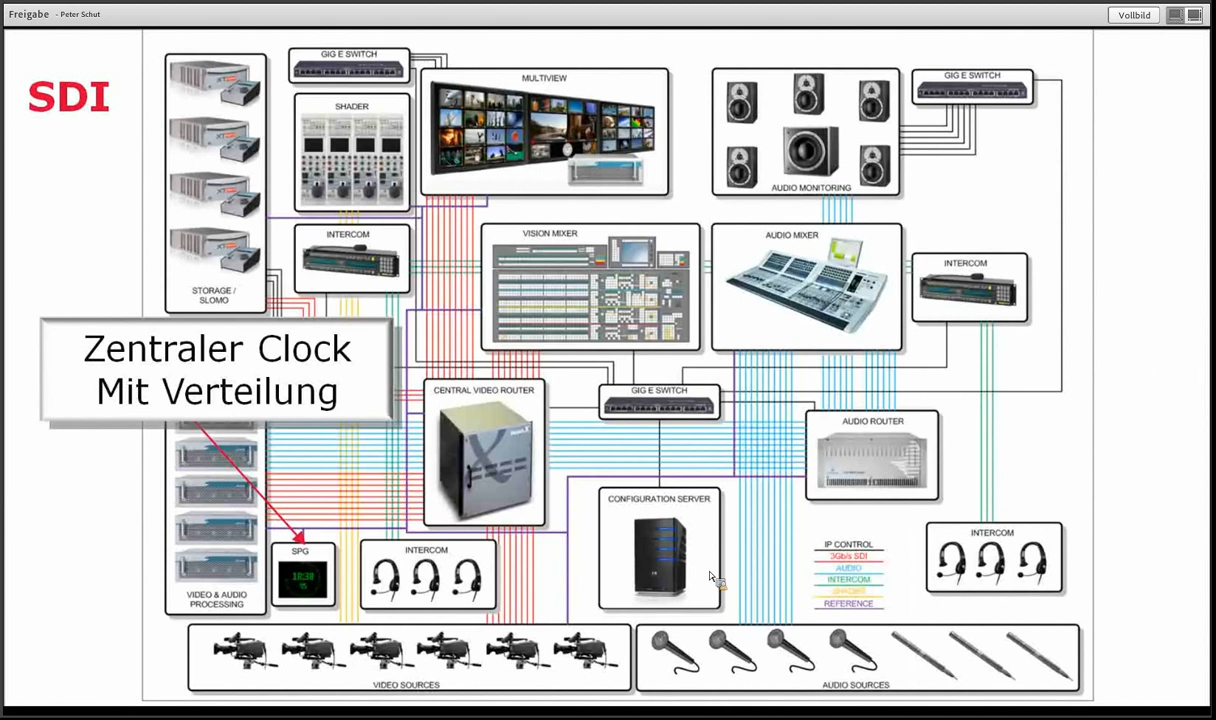 Freigabe - Peter Schut
Vollbild
SDI
GIG E SWITCH
SHADER
MULTIVIEW
AUDIO MONITORING
GIG E SWITCH
STORAGE /
SLOMO
INTERCOM
VISION MIXER
AUDIO MIXER
INTERCOM
Zentraler Clock
Mit Verteilung
CENTRAL VIDEO ROUTER
GIG E SWITCH
AUDIO ROUTER
CONFIGURATION SERVER
VIDEO & AUDIO
PROCESSING
SPG
INTERCOM
INTERCOM
IP CONTROL
3Gb/s SDI
AUDIO
INTERCOM
SHADER
REFERENCE
VIDEO SOURCES
AUDIO SOURCES